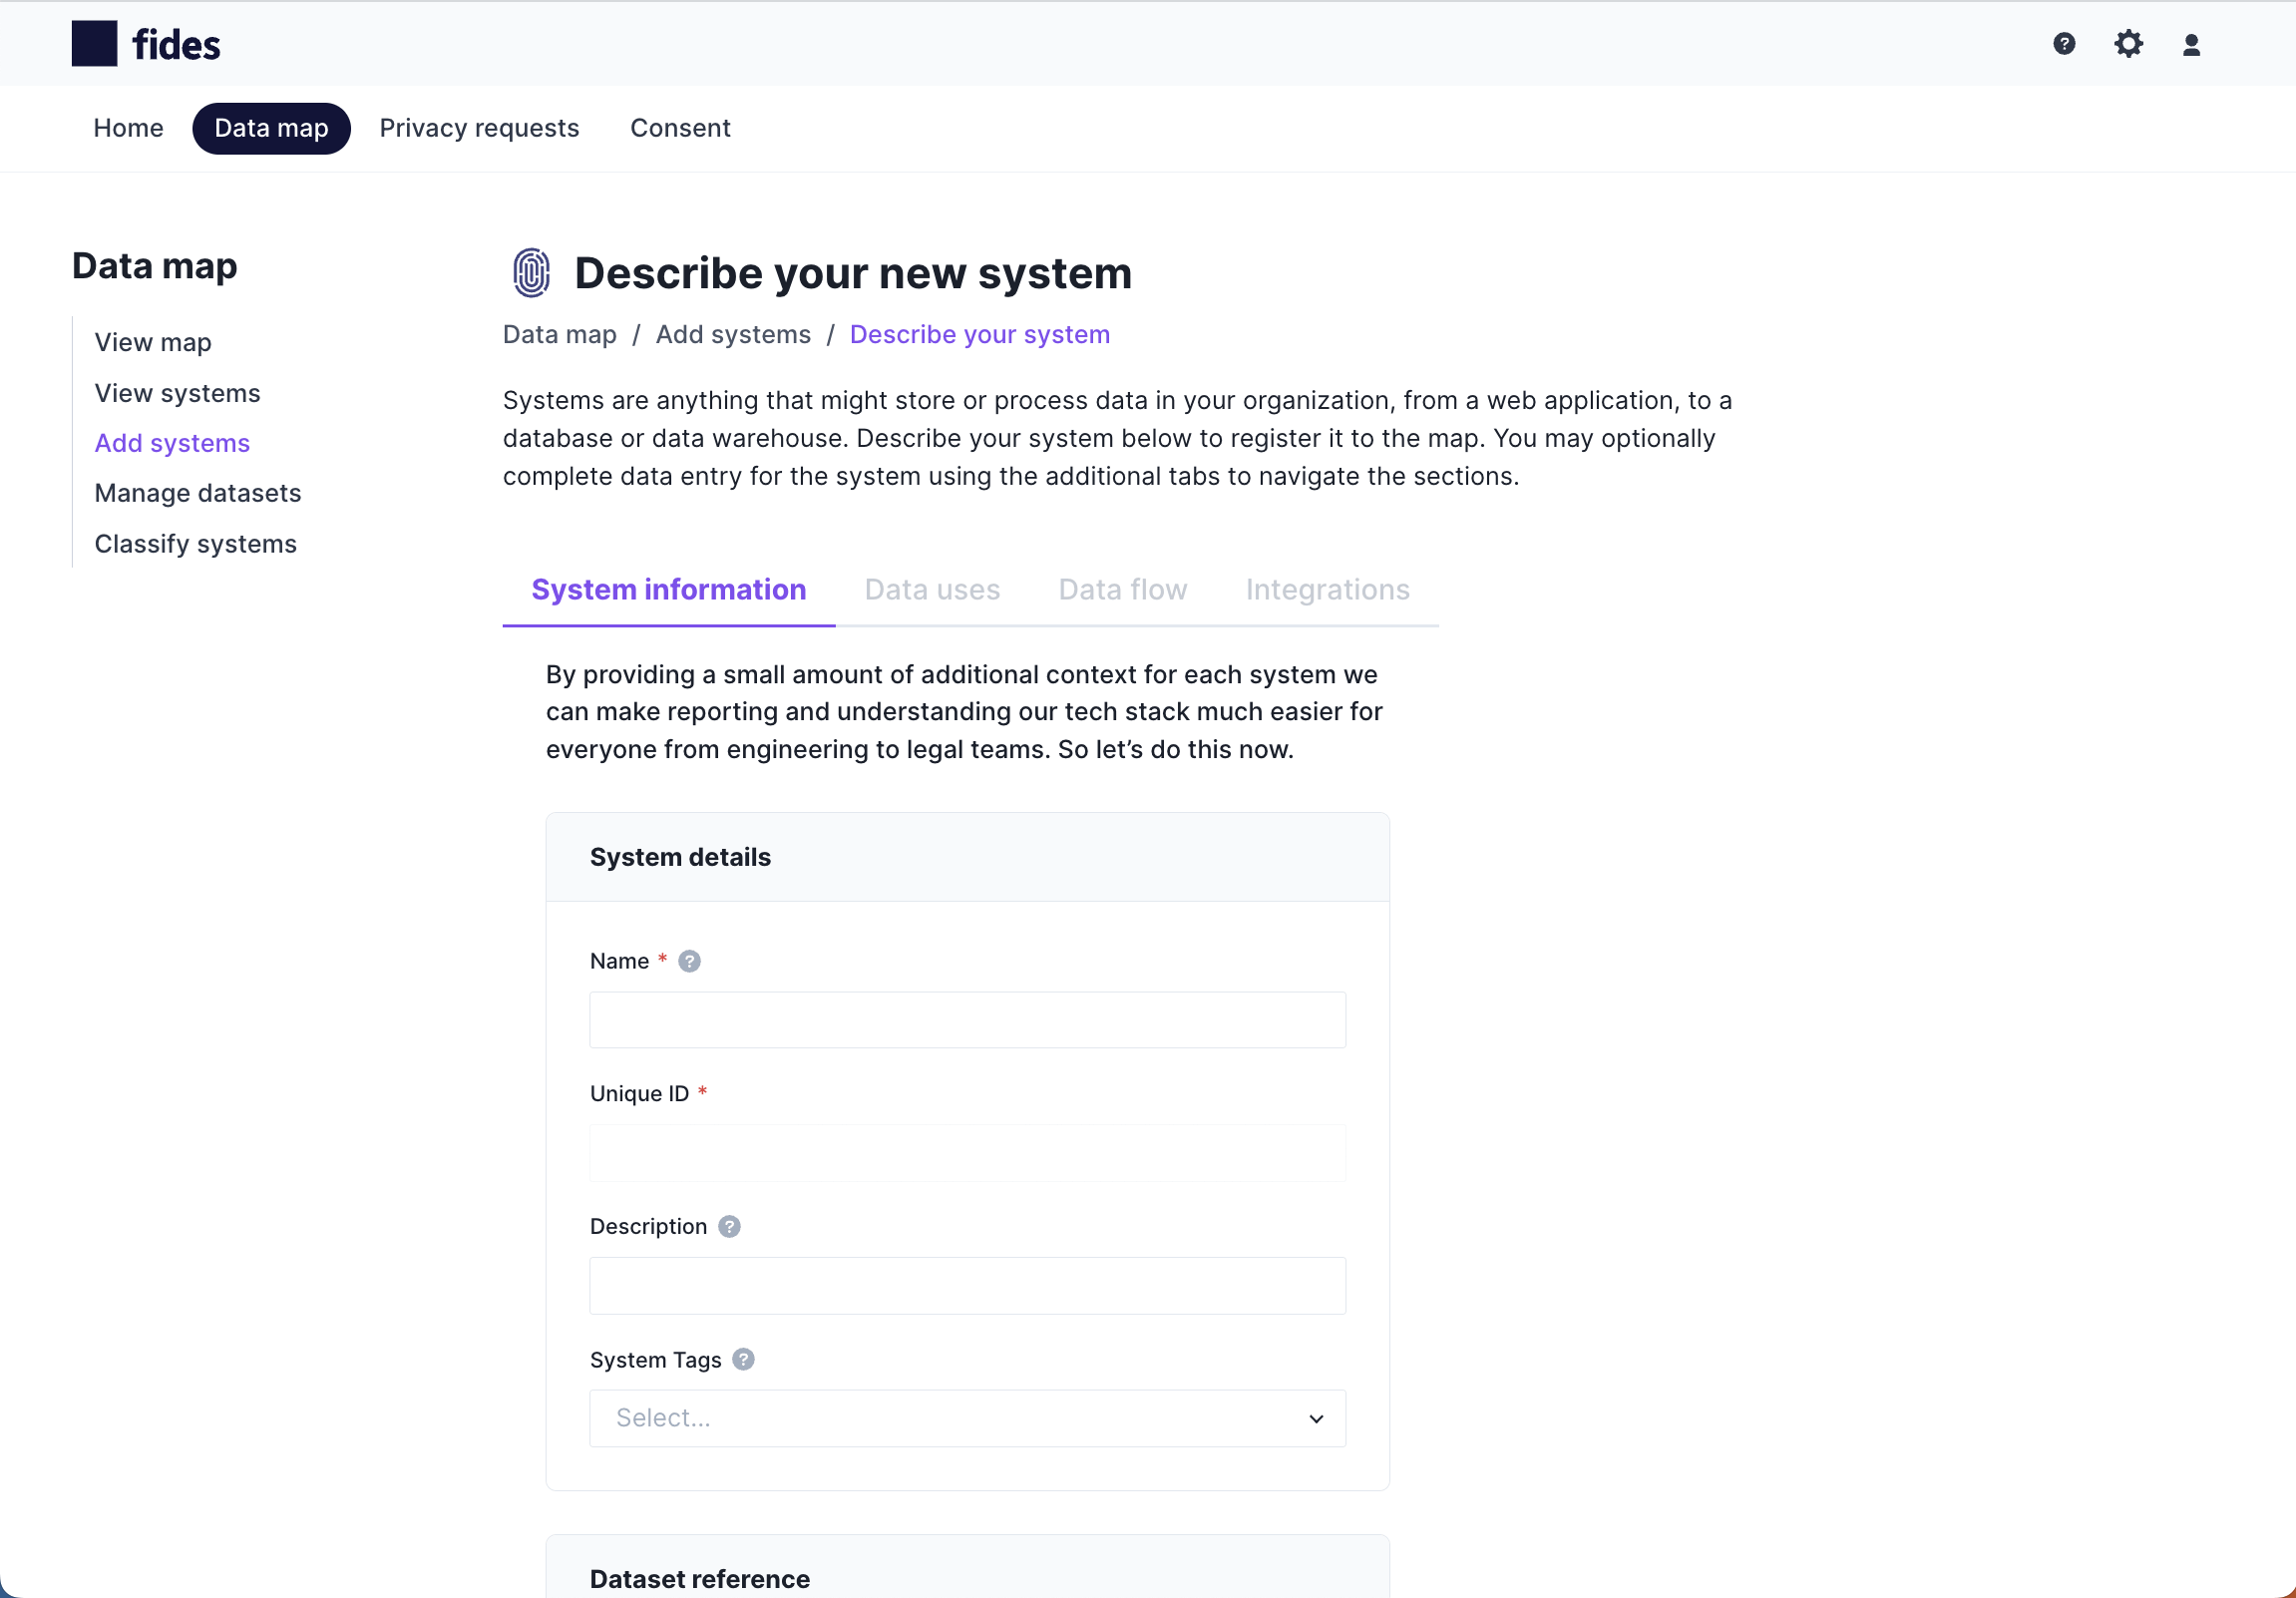 fides
Home
Data map
Privacy requests
Consent
Data map
View map
View systems
Add systems
Manage datasets
Classify systems
Describe your new system
Data map / Add systems / Describe your system
Systems are anything that might store or process data in your organization, from a web application, to a
database or data warehouse. Describe your system below to register it to the map. You may optionally
complete data entry for the system using the additional tabs to navigate the sections.
System information
Data uses
Data flow
Integrations
By providing a small amount of additional context for each system we
can make reporting and understanding our tech stack much easier for
everyone from engineering to legal teams. So let’s do this now.
System details
Name * ?
Unique ID *
Description ?
System Tags ?
Select...
Dataset reference